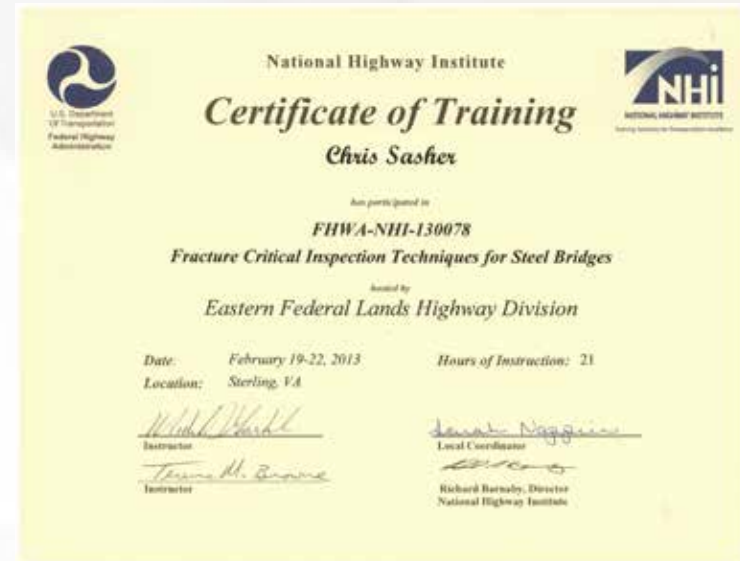 U.S. Department
Of Transportation
Federal Highway
Administration
National Highway Institute
NHi
NATIONAL HIGHWAY INSTITUTE
Certificate of Training
Chris Sasher
has participated in
FHWA-NHI-130078
Fracture Critical Inspection Techniques for Steel Bridges
hosted by
Eastern Federal Lands Highway Division
Date: February 19-22, 2013 Hours of Instruction: 21
Location: Sterling, VA
Instructor
Local Coordinator
M. Browne
Instructor
Richard Barnaby, Director
National Highway Institute